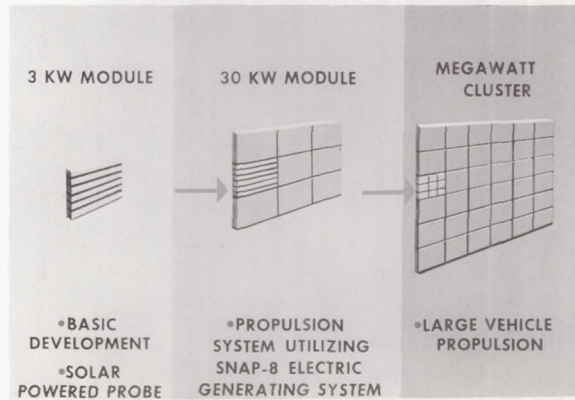 3 KW MODULE
30 KW MODULE
MEGAWATT
CLUSTER
•BASIC
DEVELOPMENT
•SOLAR
POWERED PROBE
•PROPULSION
SYSTEM UTILIZING
SNAP-8 ELECTRIC
GENERATING SYSTEM
•LARGE VEHICLE
PROPULSION